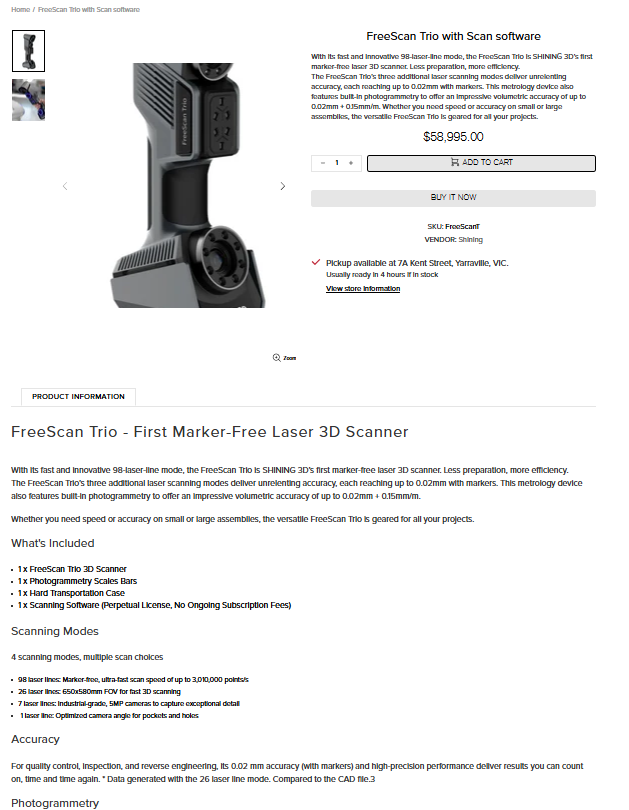 Home / FreeScan Trio with Scan software
FreeScan Trio with Scan software
With its fast and innovative 98-laser-line mode, the FreeScan Trio is SHINING 3D's first
marker-free laser 3D scanner. Less preparation, more efficiency.
The FreeScan Trio's three additional laser scanning modes deliver unrelenting
accuracy, each reaching up to 0.02mm with markers. This metrology device also
features built-in photogrammetry to offer an impressive volumetric accuracy of up to
0.02mm + 0.15mm/m. Whether you need speed or accuracy on small or large
assemblies, the versatile FreeScan Trio is geared for all your projects.
$58,995.00
- 1 +
ADD TO CART
BUY IT NOW
SKU: FreeScanT
VENDOR: Shining
Pickup available at 7A Kent Street, Yarraville, VIC.
Usually ready in 4 hours if in stock
View store information
FreeScan Trio
Zoom
PRODUCT INFORMATION
FreeScan Trio - First Marker-Free Laser 3D Scanner
With its fast and innovative 98-laser-line mode, the FreeScan Trio is SHINING 3D's first marker-free laser 3D scanner. Less preparation, more efficiency.
The FreeScan Trio's three additional laser scanning modes deliver unrelenting accuracy, each reaching up to 0.02mm with markers. This metrology device
also features built-in photogrammetry to offer an impressive volumetric accuracy of up to 0.02mm + 0.15mm/m.
Whether you need speed or accuracy on small or large assemblies, the versatile FreeScan Trio is geared for all your projects.
What's Included
• 1 x FreeScan Trio 3D Scanner
• 1 x Photogrammetry Scales Bars
• 1 x Hard Transportation Case
• 1 x Scanning Software (Perpetual License, No Ongoing Subscription Fees)
Scanning Modes
4 scanning modes, multiple scan choices
• 98 laser lines: Marker-free, ultra-fast scan speed of up to 3,010,000 points/s
• 26 laser lines: 650x580mm FOV for fast 3D scanning
• 7 laser lines: Industrial-grade, 5MP cameras to capture exceptional detail
• 1 laser line: Optimized camera angle for pockets and holes
Accuracy
For quality control, inspection, and reverse engineering, its 0.02 mm accuracy (with markers) and high-precision performance deliver results you can count
on, time and time again. * Data generated with the 26 laser line mode. Compared to the CAD file.3
Photogrammetry